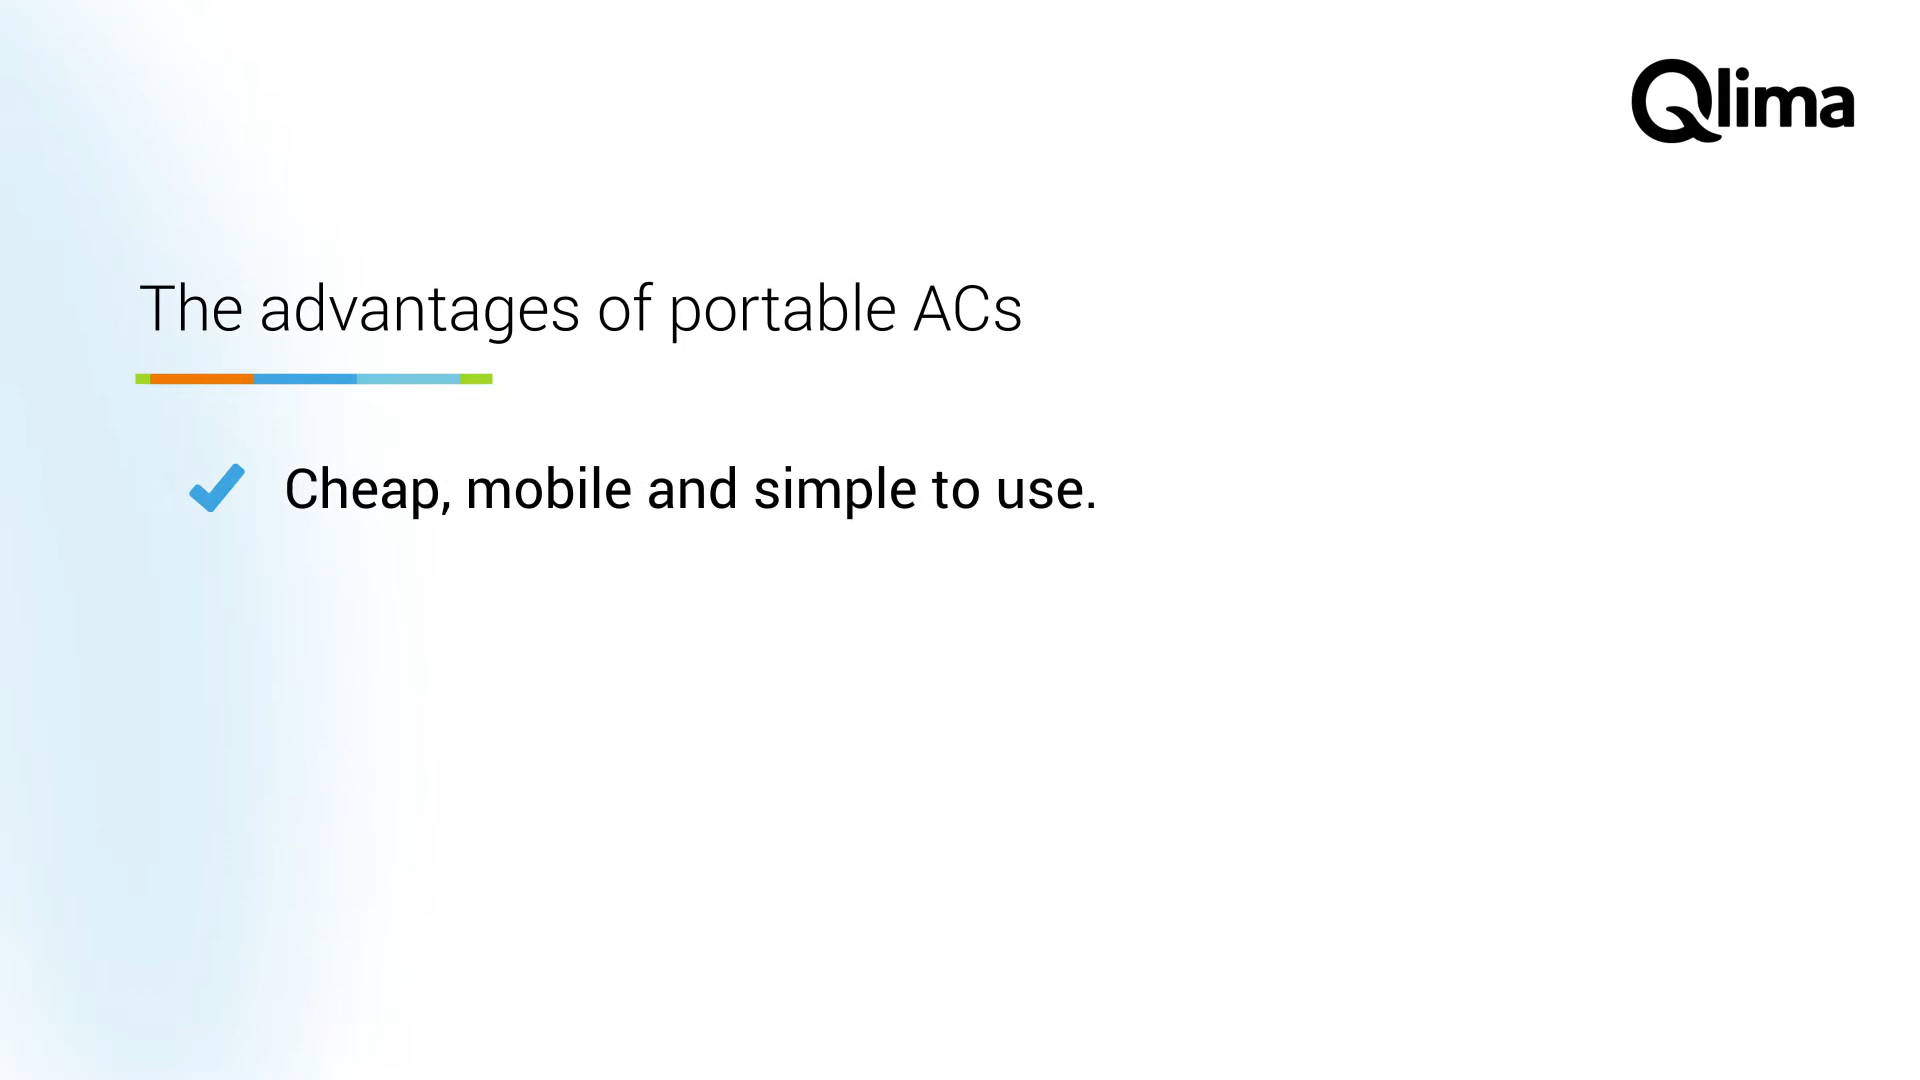 Qlima
The advantages of portable ACs
Cheap, mobile and simple to use.